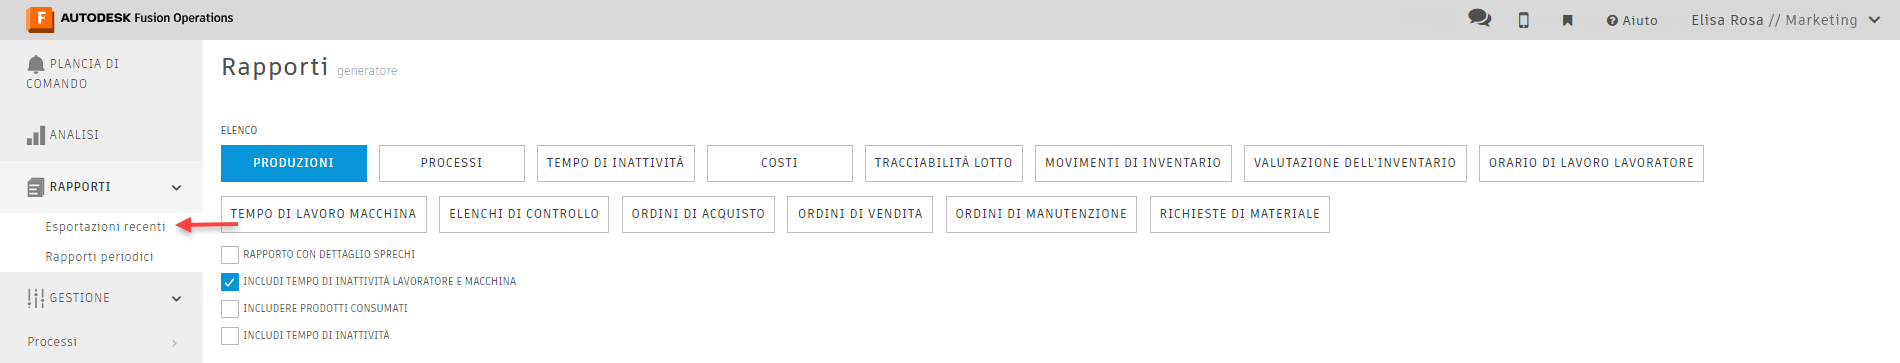 AUTODESK Fusion Operations
Aiuto
Elisa Rosa // Marketing
PLANCIA DI
COMANDO
ANALISI
RAPPORTI
Esportazioni recenti
Rapporti periodici
GESTIONE
Processi
Rapporti generatore
ELENCO
PRODUZIONI
PROCESSI
TEMPO DI INATTIVITÀ
COSTI
TRACCIABILITÀ LOTTO
MOVIMENTI DI INVENTARIO
VALUTAZIONE DELL'INVENTARIO
ORARIO DI LAVORO LAVORATORE
TEMPO DI LAVORO MACCHINA
ELENCHI DI CONTROLLO
ORDINI DI ACQUISTO
ORDINI DI VENDITA
ORDINI DI MANUTENZIONE
RICHIESTE DI MATERIALE
RAPPORTO CON DETTAGLIO SPRECHI
INCLUDI TEMPO DI INATTIVITÀ LAVORATORE E MACCHINA
INCLUDERE PRODOTTI CONSUMATI
INCLUDI TEMPO DI INATTIVITÀ